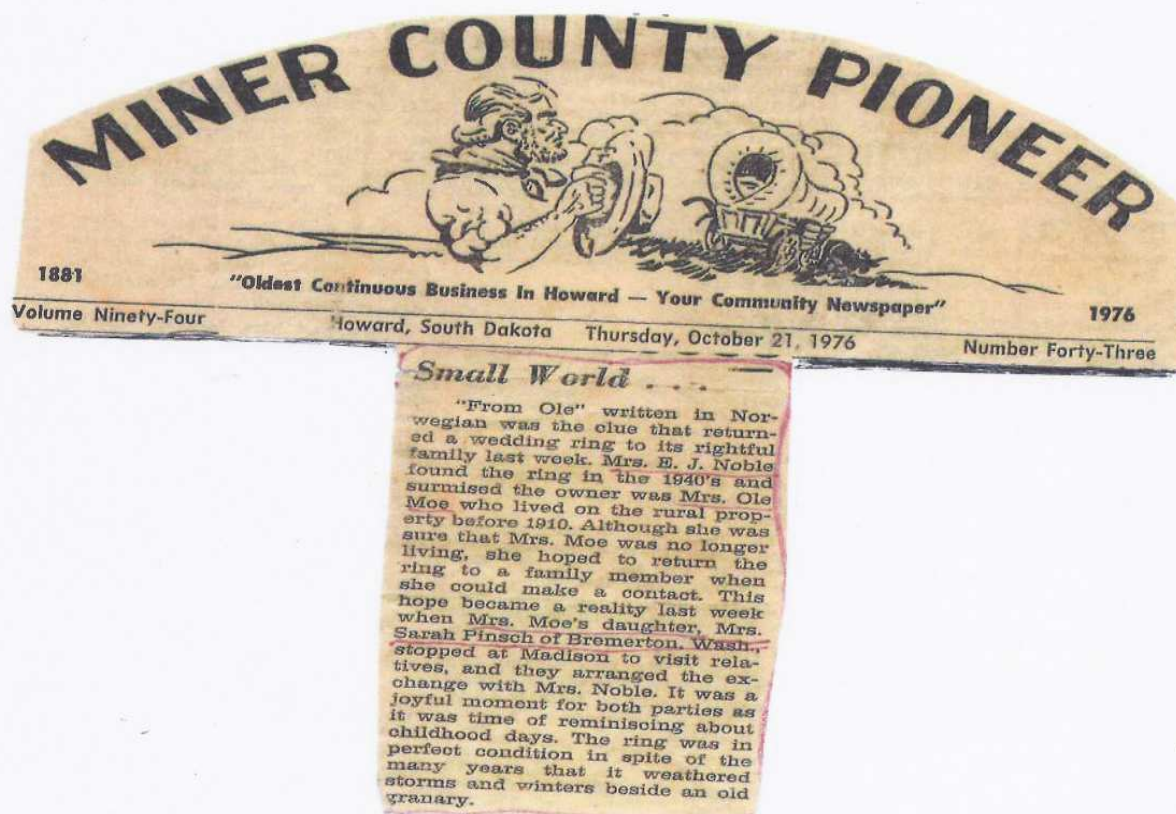 MINER COUNTY PIONEER
1881
"Oldest Continuous Business In Howard — Your Community Newspaper"
1976
Volume Ninety-Four Howard, South Dakota Thursday, October 21, 1976 Number Forty-Three
Small World ....
"From Ole" written in Nor-
wegian was the clue that return-
ed a wedding ring to its rightful
family last week. Mrs. E. J. Noble
found the ring in the 1940's and
surmised the owner was Mrs. Ole
Moe who lived on the rural prop-
erty before 1910. Although she was
sure that Mrs. Moe was no longer
living, she hoped to return the
ring to a family member when
she could make a contact. This
hope became a reality last week
when Mrs. Moe's daughter, Mrs.
Sarah Pinsch of Bremerton, Wash.,
stopped at Madison to visit rela-
tives, and they arranged the ex-
change with Mrs. Noble. It was a
joyful moment for both parties as
it was time of reminiscing about
childhood days. The ring was in
perfect condition in spite of the
many years that it weathered
storms and winters beside an old
granary.